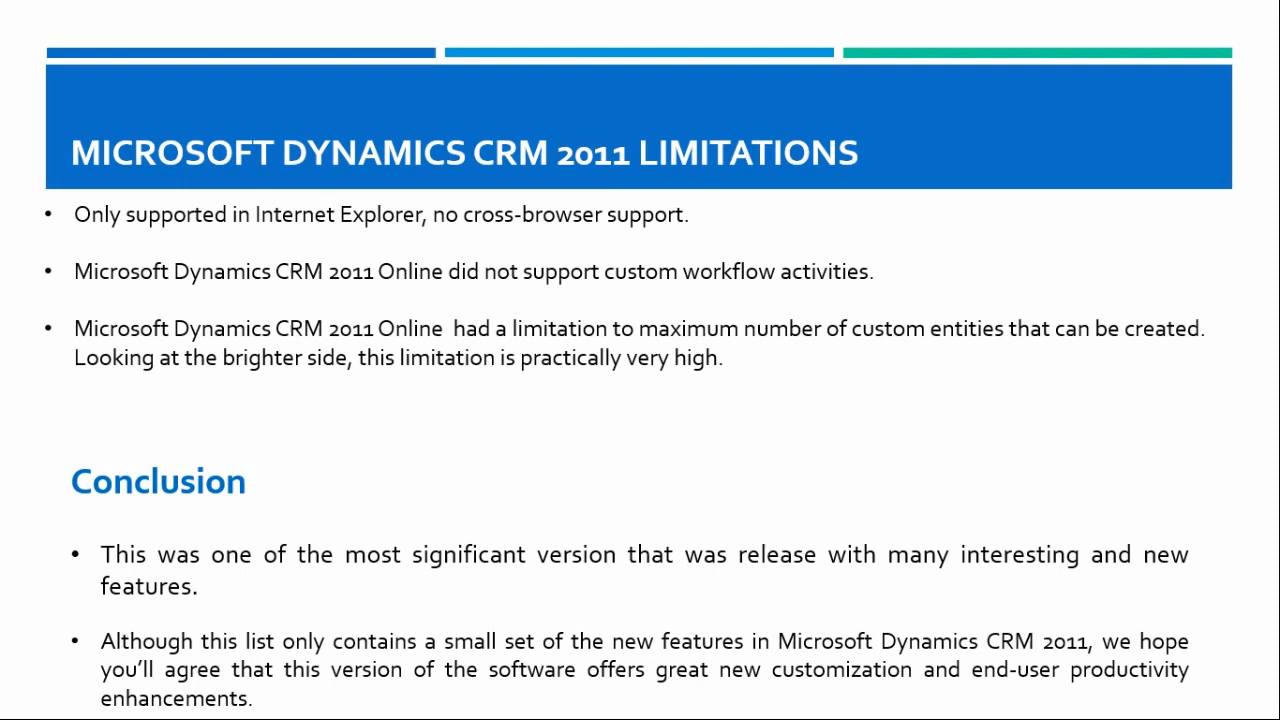 MICROSOFT DYNAMICS CRM 2011 LIMITATIONS
• Only supported in Internet Explorer, no cross-browser support.
• Microsoft Dynamics CRM 2011 Online did not support custom workflow activities.
• Microsoft Dynamics CRM 2011 Online  had a limitation to maximum number of custom entities that can be created.
Looking at the brighter side, this limitation is practically very high.
Conclusion
• This was one of the most significant version that was release with many interesting and new
features.
• Although this list only contains a small set of the new features in Microsoft Dynamics CRM 2011, we hope
you’ll agree that this version of the software offers great new customization and end-user productivity
enhancements.